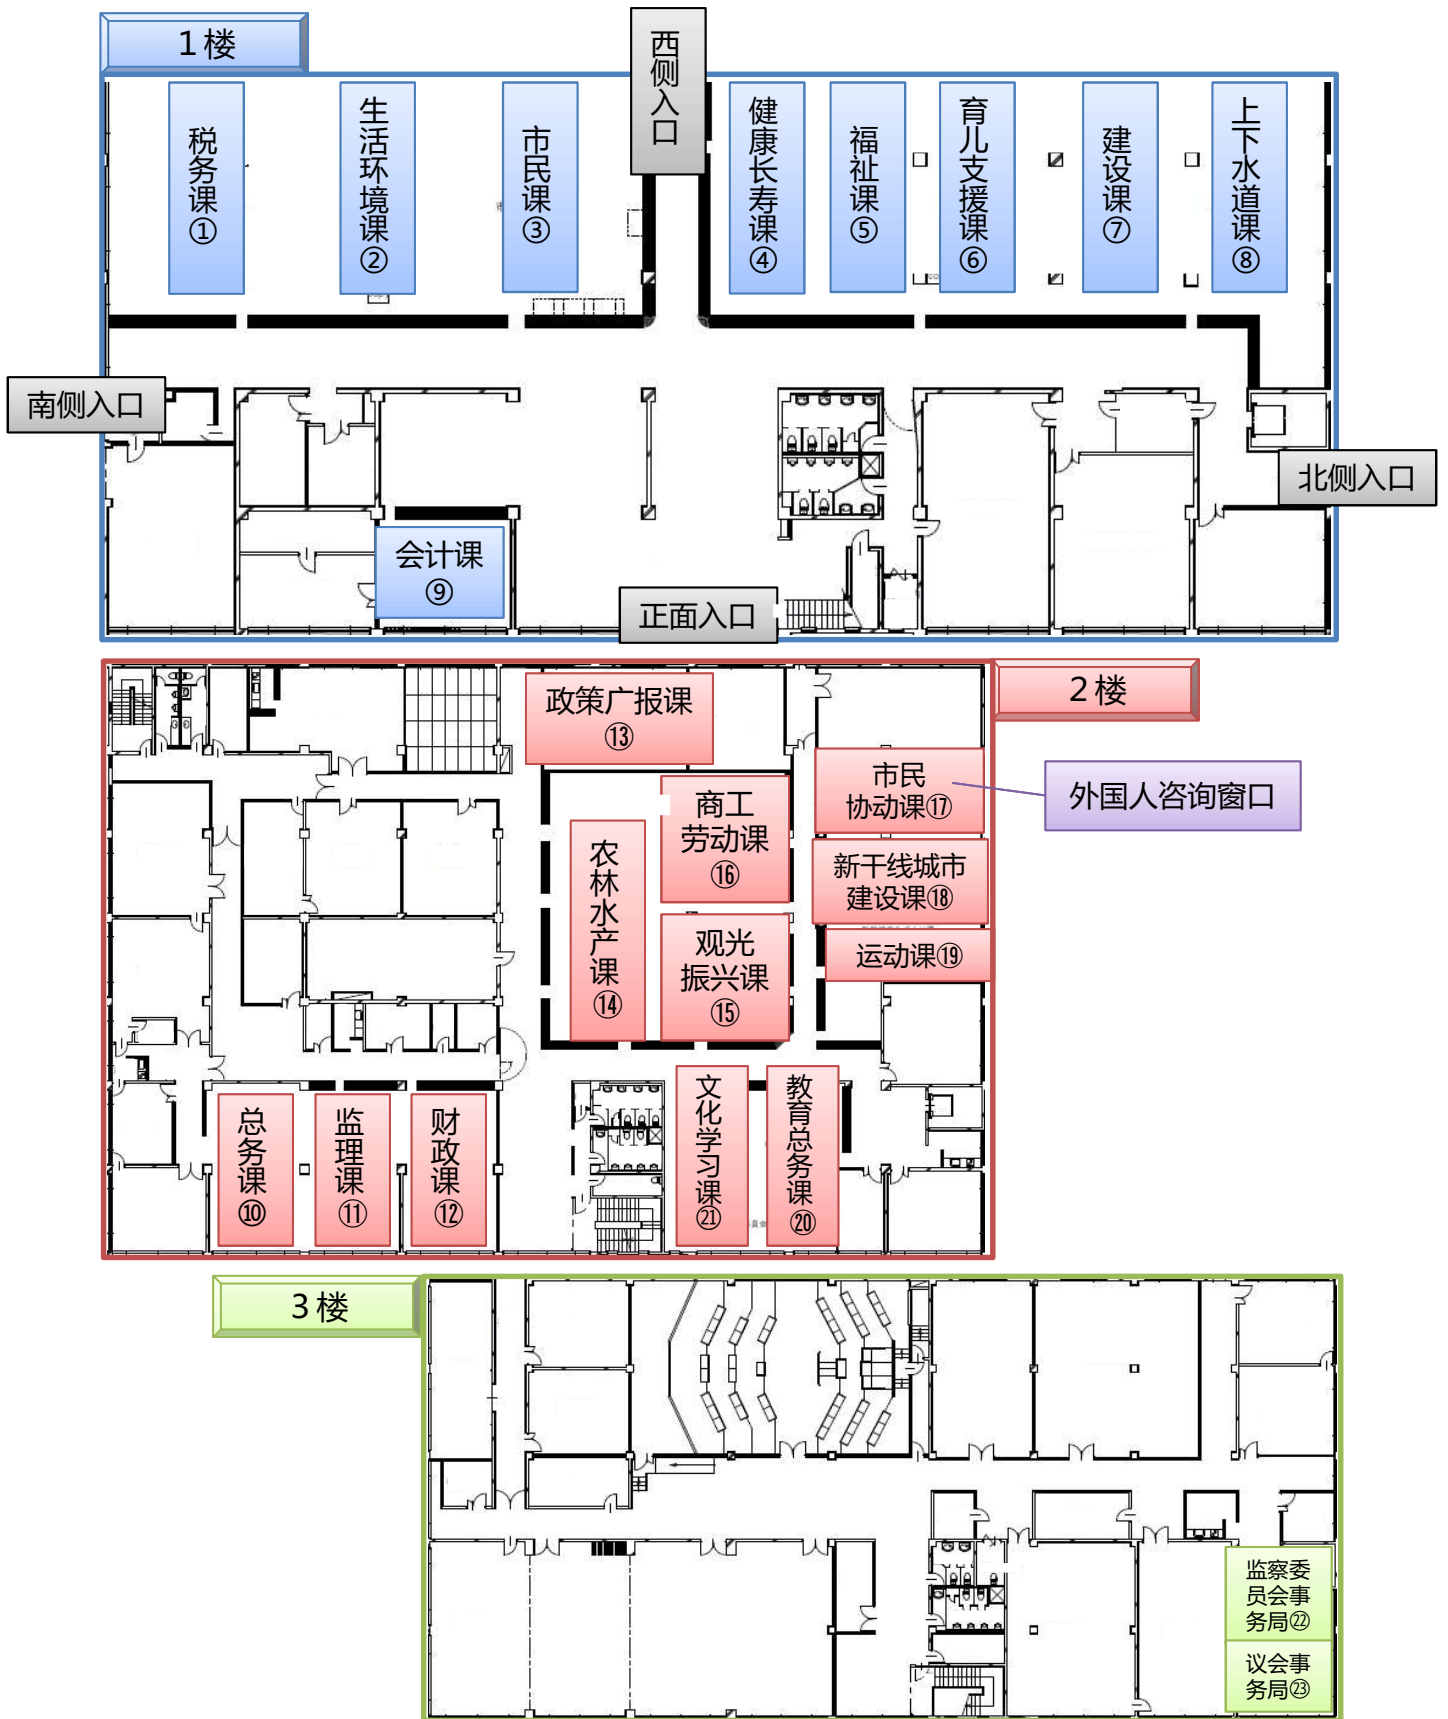 1楼
西侧入口
税务课①
生活环境课②
市民课③
健康长寿课④
福祉课⑤
育儿支援课⑥
建设课⑦
上下水道课⑧
南侧入口
北侧入口
会计课
⑨
正面入口
2楼
政策广报课
⑬
市民
协动课⑰
外国人咨询窗口
商工
劳动课
⑯
农林水产课⑭
新干线城市
建设课⑱
观光
振兴课
⑮
运动课⑲
总务课⑩
监理课⑪
财政课⑫
文化学习课㉑
教育总务课⑳
3楼
监察委
员会事
务局㉒
议会事
务局㉓